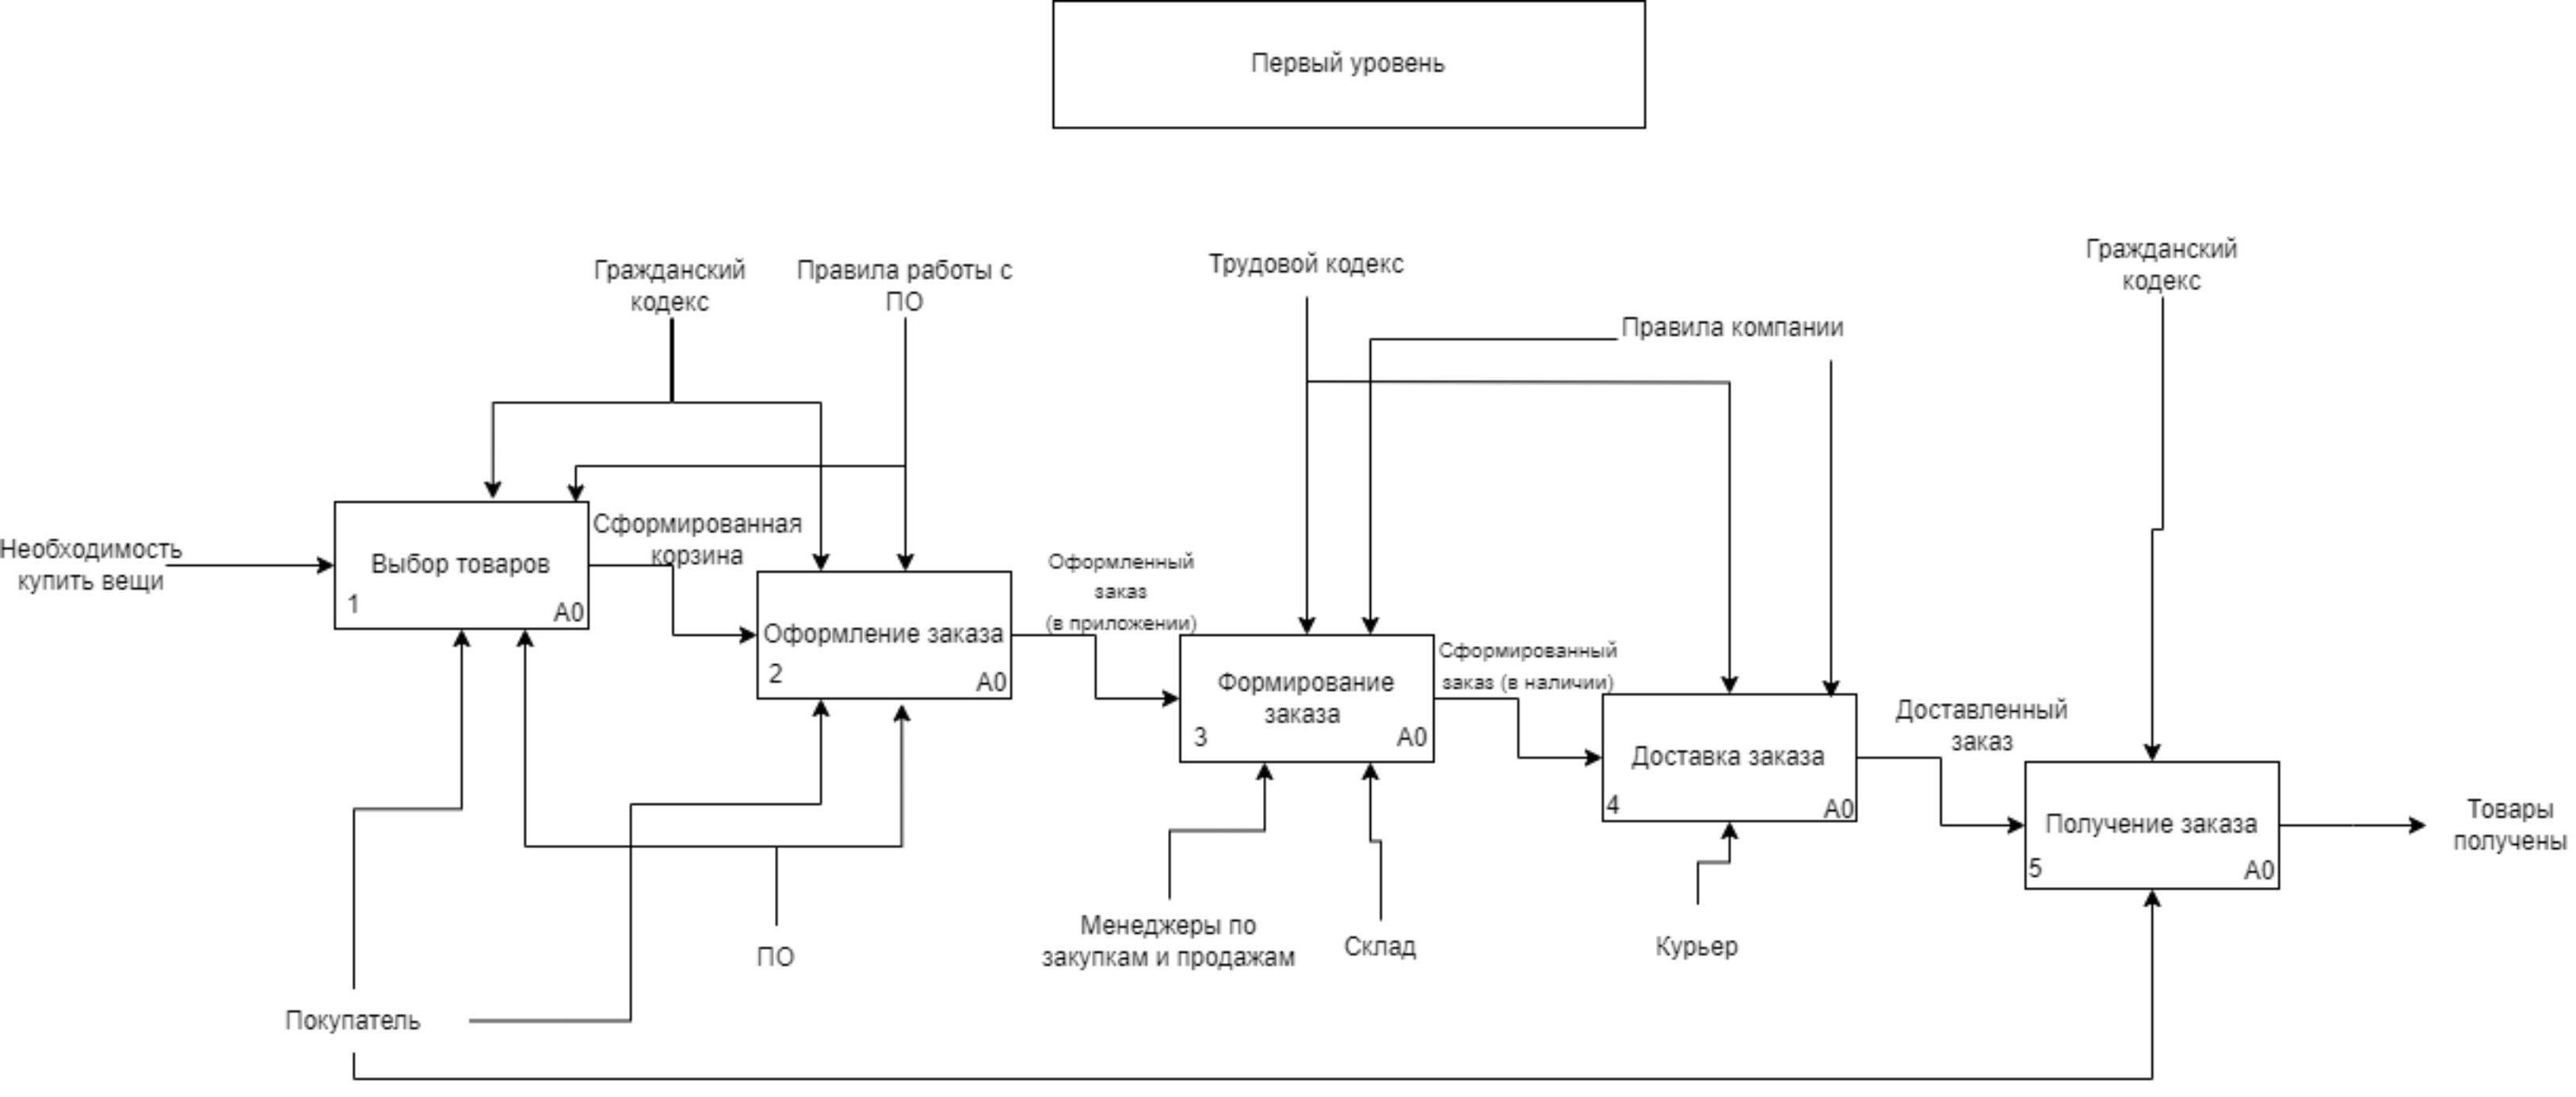 Первый уровень
Гражданский
кодекс
Правила работы с
ПО
Трудовой кодекс
Правила компании
Гражданский
кодекс
Необходимость
купить вещи
Выбор товаров
1
A0
Сформированная
корзина
Оформление заказа
2
A0
Оформленный
заказ
(в приложении)
Формирование
заказа
3
A0
Сформированный
заказ (в наличии)
Доставка заказа
4
A0
Доставленный
заказ
Получение заказа
5
A0
Товары
получены
ПО
Менеджеры по
закупкам и продажам
Склад
Курьер
Покупатель